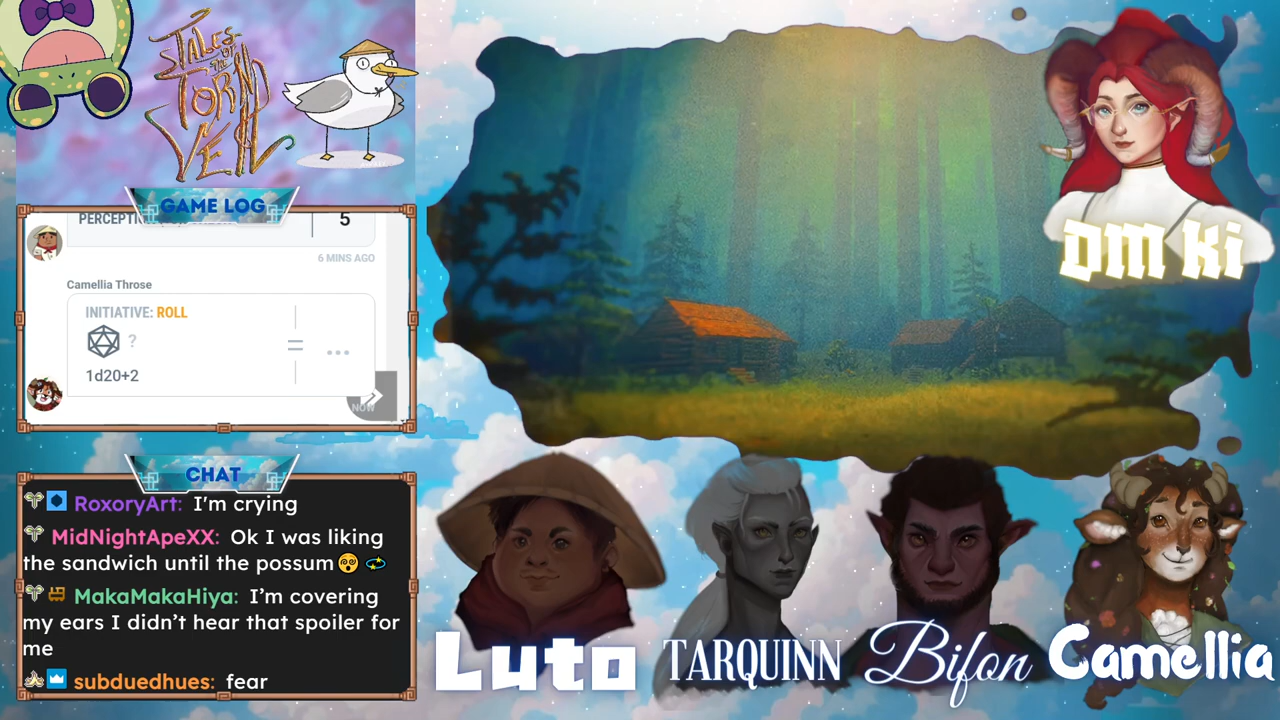 TALES
OF
THE
TORN
VEIL
GAME LOG
5
6 MINS AGO
Camellia Throse
INITIATIVE: ROLL
?
=
1d20+2
NOW
CHAT
RoxoryArt: I'm crying
MidNightApeXX: Ok I was liking
the sandwich until the possum😵‍💫 💫
MakaMakaHiya: I'm covering
my ears I didn't hear that spoiler for
me
subduedhues: fear
DM Ki
Luto
TARQUINN
Bifon
Camellia